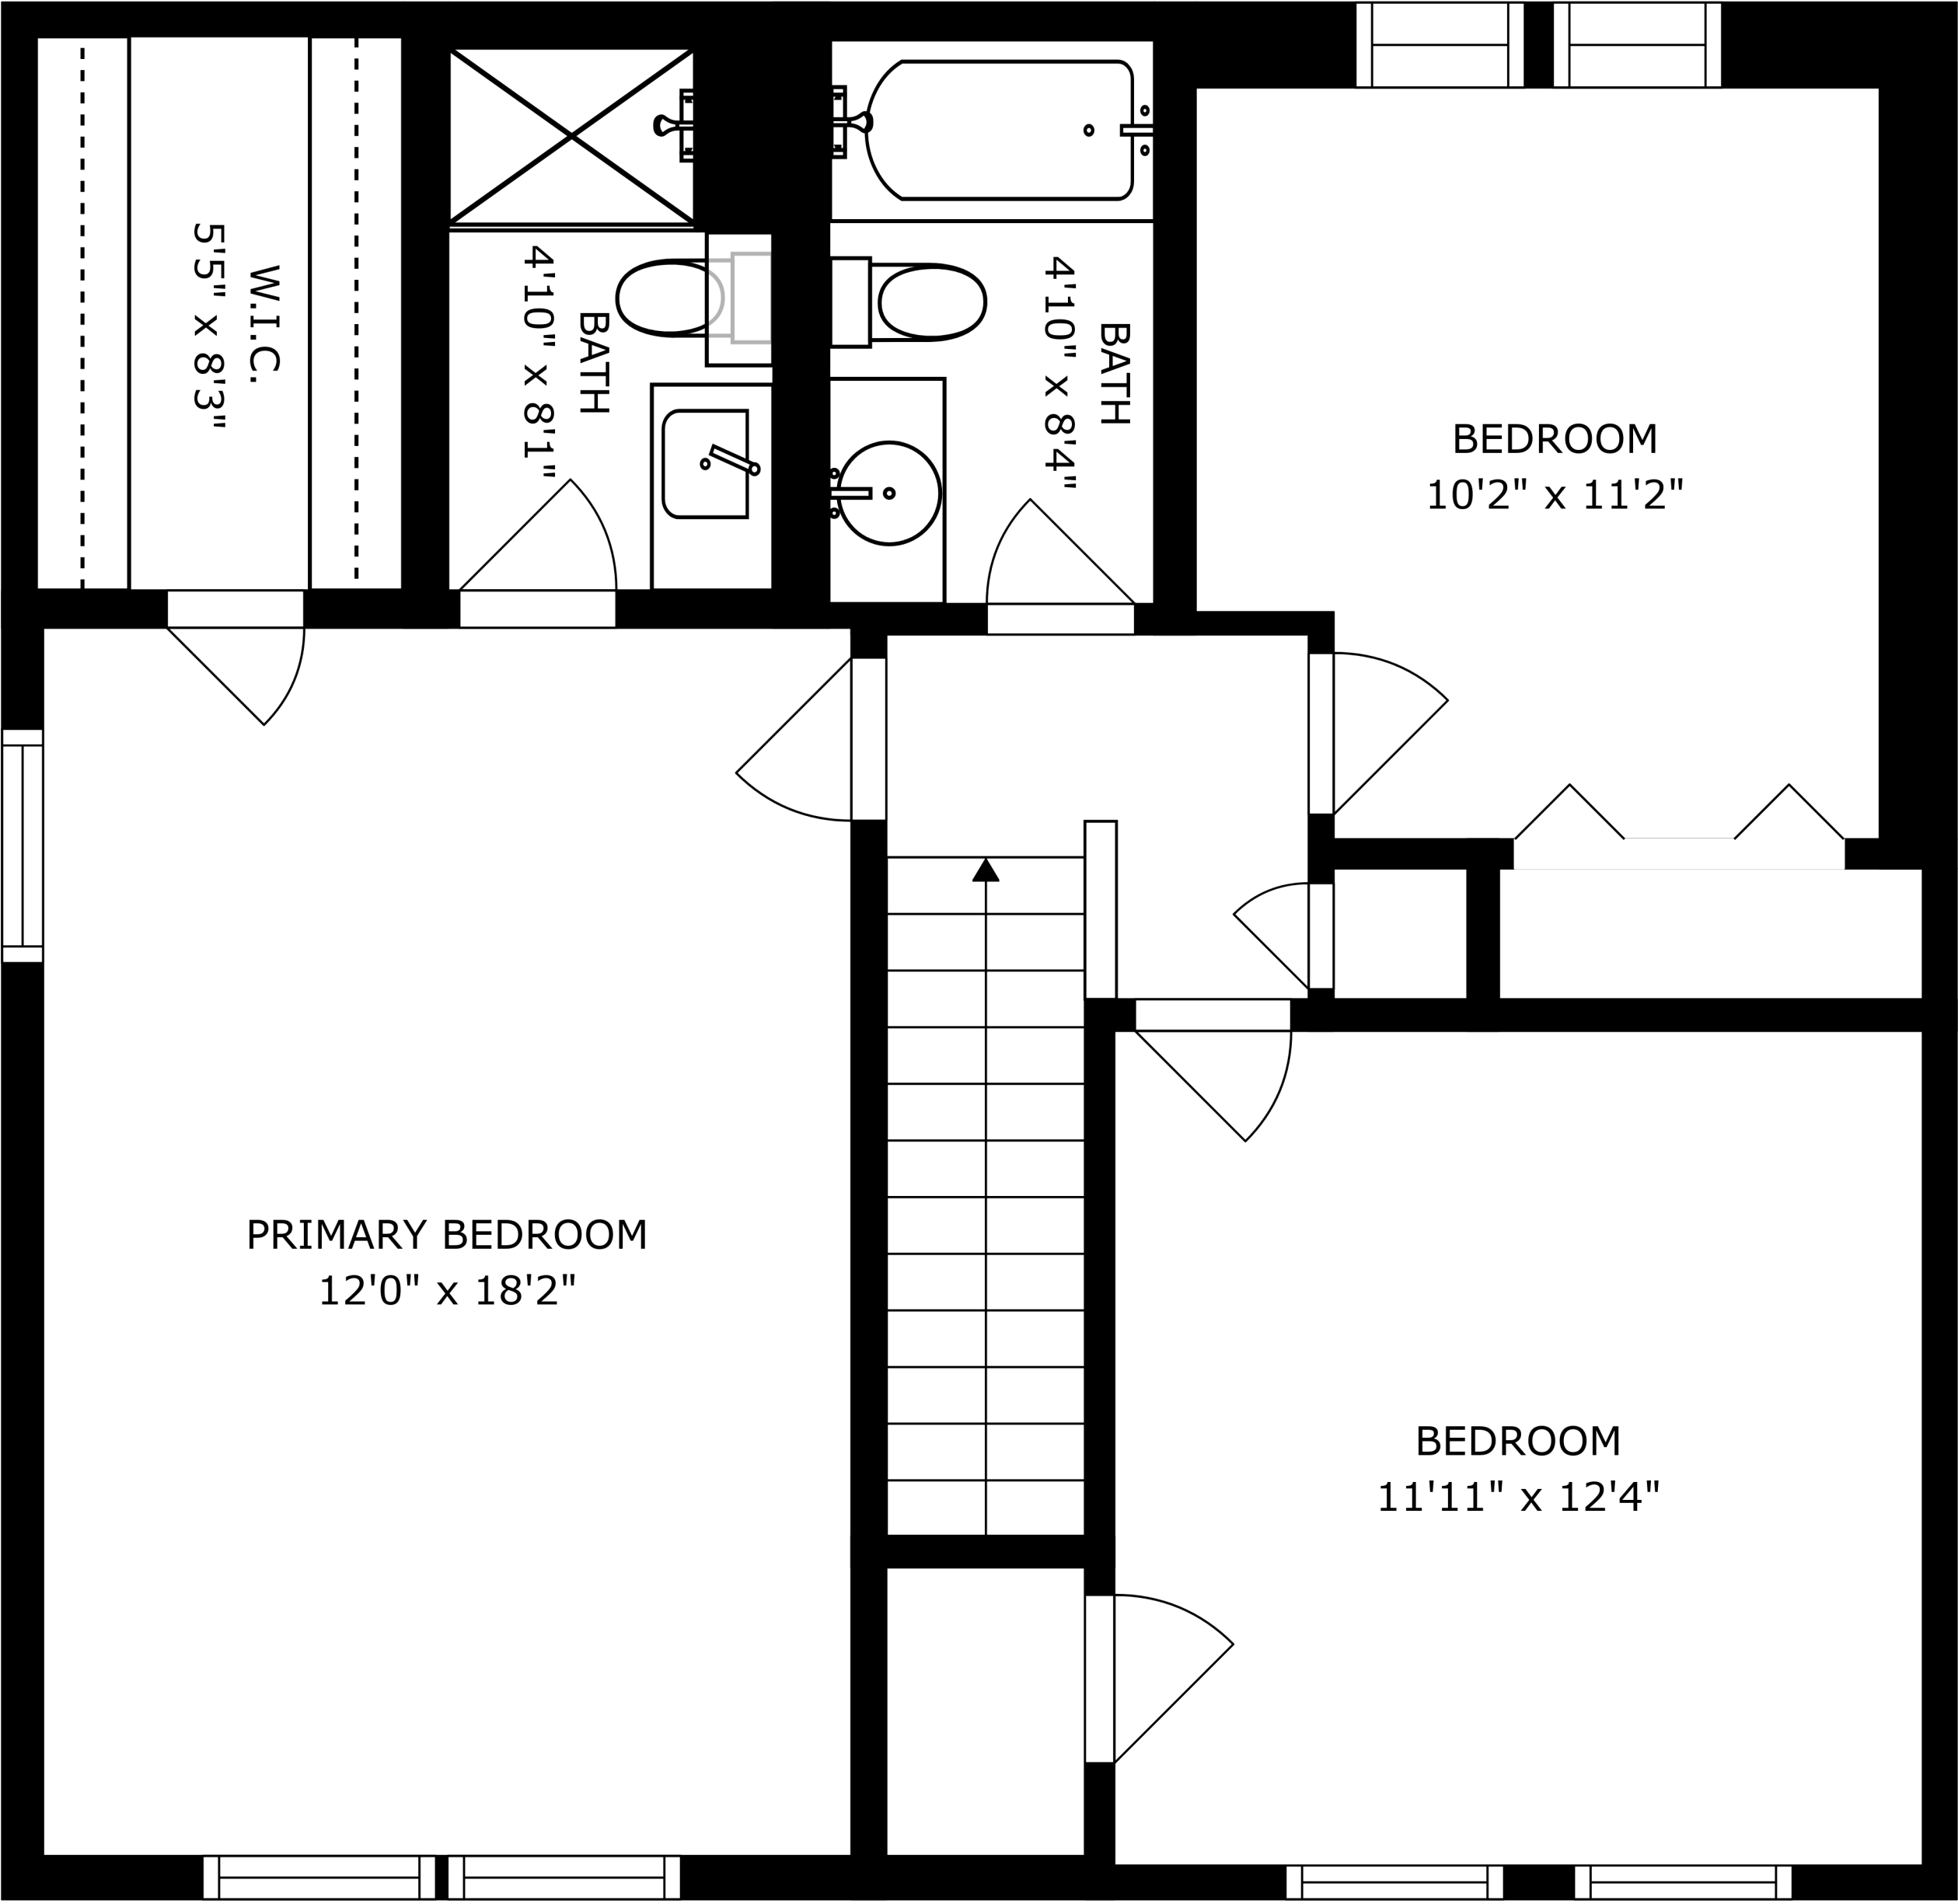 W.I.C.
5'5" x 8'3"
BATH
4'10" x 8'1"
BATH
4'10" x 8'4"
BEDROOM
10'2" x 11'2"
PRIMARY BEDROOM
12'0" x 18'2"
BEDROOM
11'11" x 12'4"